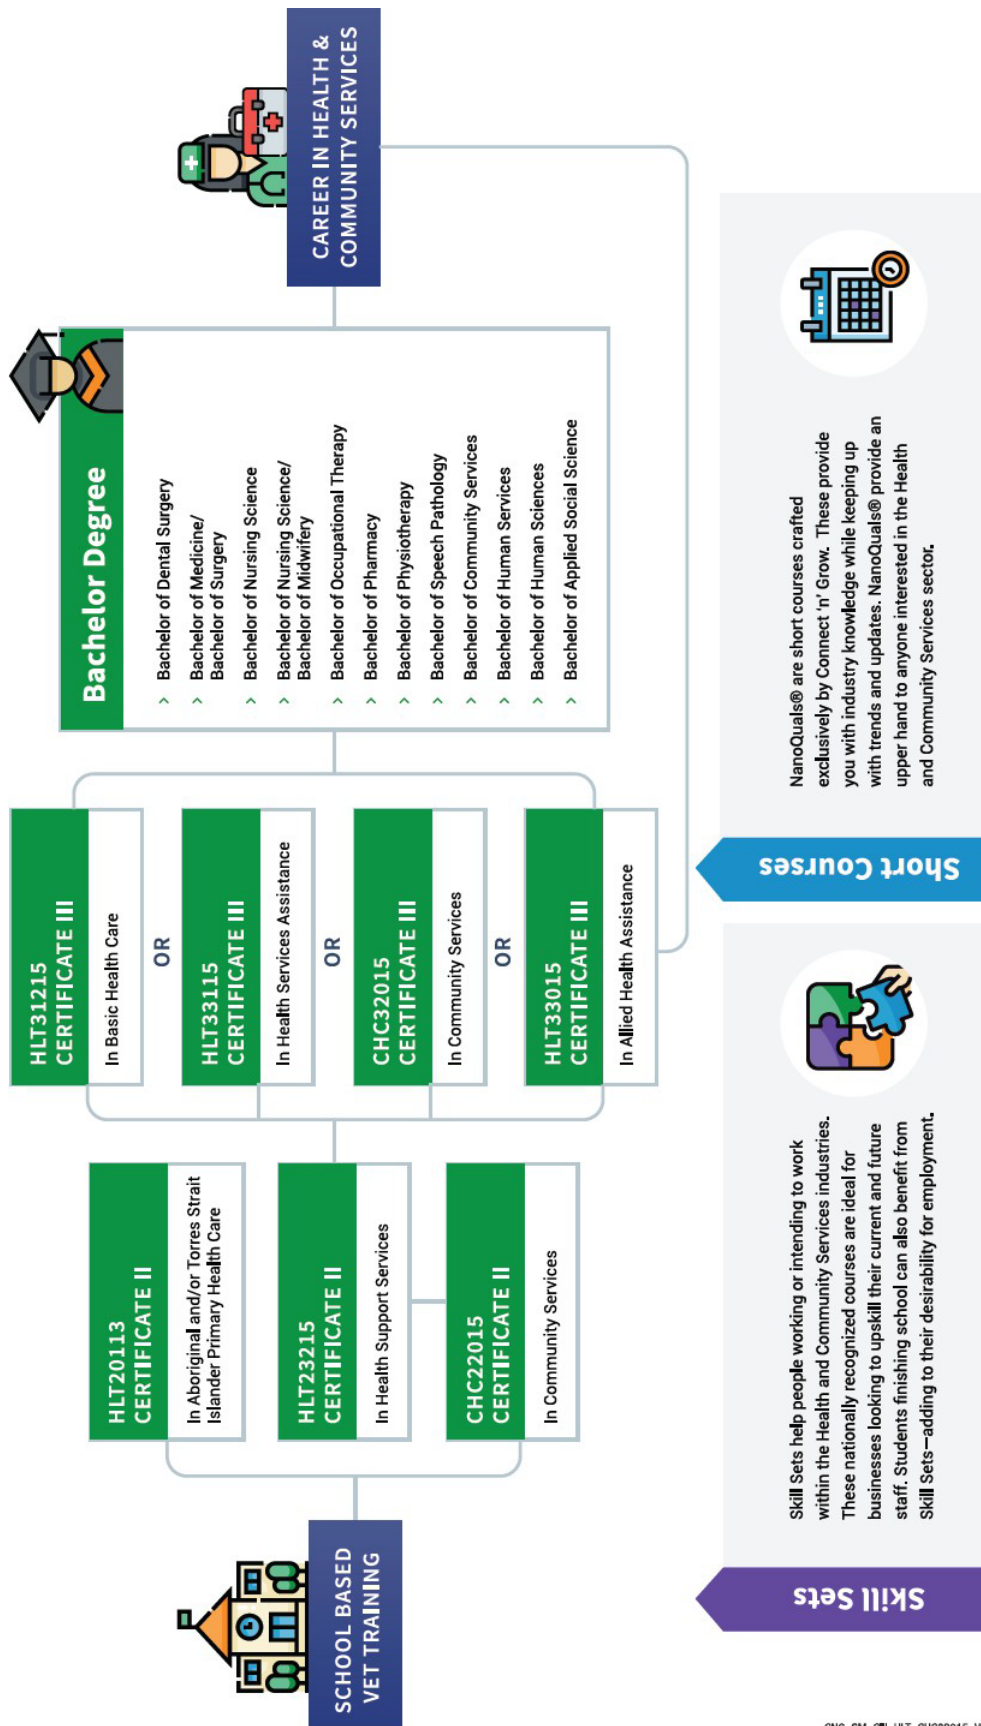 SCHOOL BASED
VET TRAINING
HLT20113
CERTIFICATE II
In Aboriginal and/or Torres Strait
Islander Primary Health Care
HLT23215
CERTIFICATE II
In Health Support Services
CHC22015
CERTIFICATE II
In Community Services
HLT31215
CERTIFICATE III
In Basic Health Care
OR
HLT33115
CERTIFICATE III
In Health Services Assistance
OR
CHC32015
CERTIFICATE III
In Community Services
OR
HLT33015
CERTIFICATE III
In Allied Health Assistance
Bachelor Degree
> Bachelor of Dental Surgery
> Bachelor of Medicine/
Bachelor of Surgery
> Bachelor of Nursing Science
> Bachelor of Nursing Science/
Bachelor of Midwifery
> Bachelor of Occupational Therapy
> Bachelor of Pharmacy
> Bachelor of Physiotherapy
> Bachelor of Speech Pathology
> Bachelor of Community Services
> Bachelor of Human Services
> Bachelor of Human Sciences
> Bachelor of Applied Social Science
CAREER IN HEALTH &
COMMUNITY SERVICES
Skill Sets
Skill Sets help people working or intending to work
within the Health and Community Services industries.
These nationally recognized courses are ideal for
businesses looking to upskill their current and future
staff. Students finishing school can also benefit from
Skill Sets—adding to their desirability for employment.
Short Courses
NanoQuals® are short courses crafted
exclusively by Connect 'n' Grow. These provide
you with industry knowledge while keeping up
with trends and updates. NanoQuals® provide an
upper hand to anyone interested in the Health
and Community Services sector.